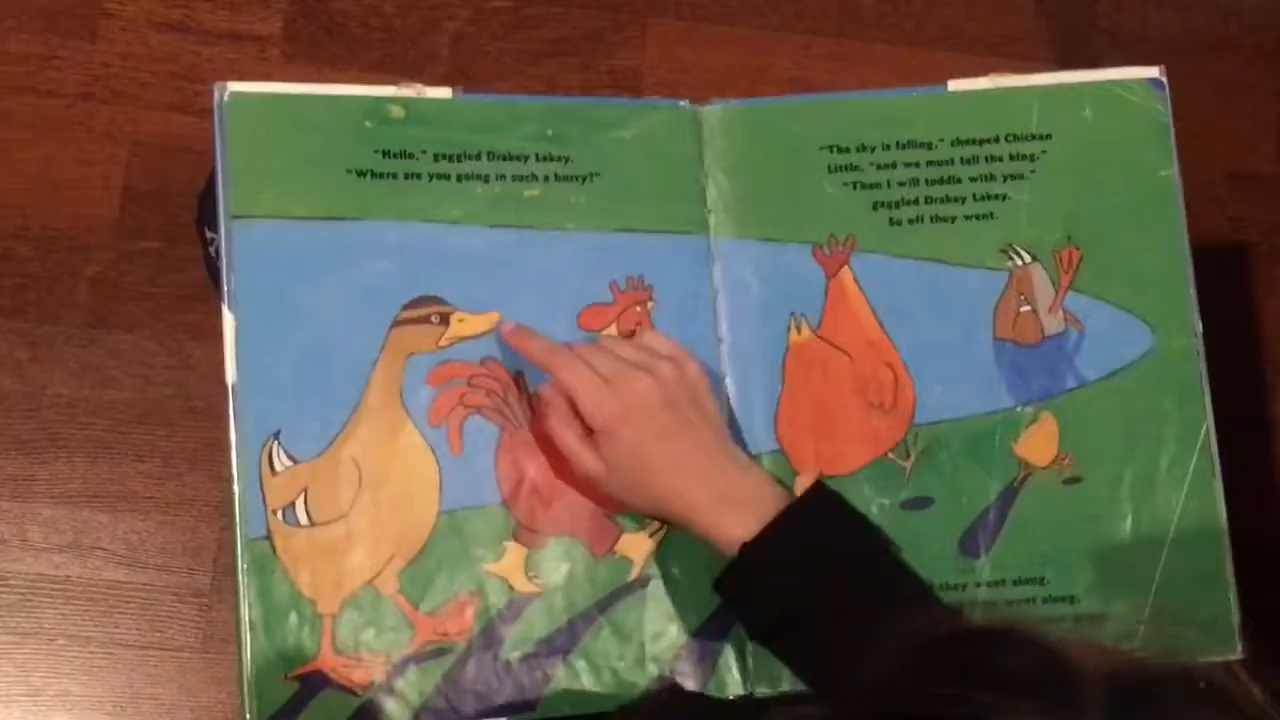 "Hello," gaggled Drakey Lakey.
"Where are you going in such a hurry?"
"The sky is falling," cheeped Chicken
Little, "and we must tell the king."
"Then I will toddle with you,"
gaggled Drakey Lakey.
So off they went.
they went along,
went along,